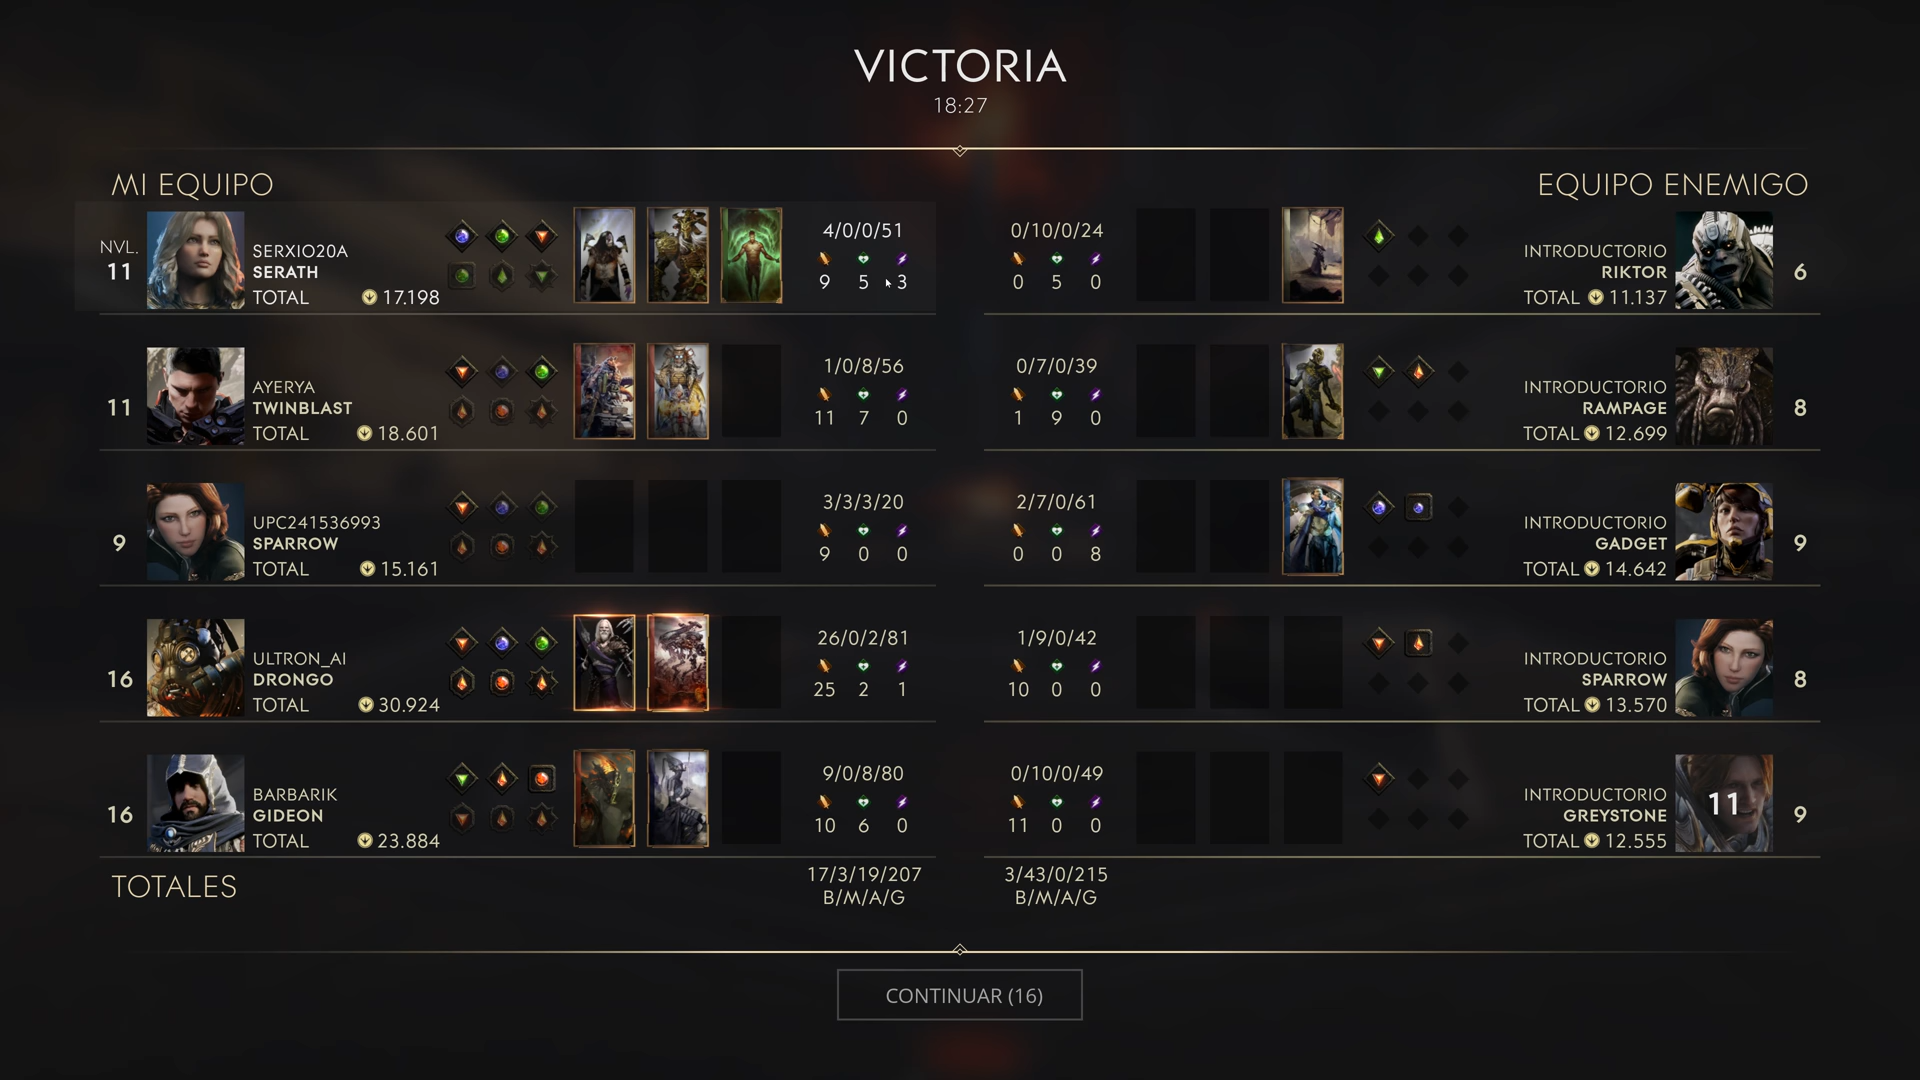 VICTORIA
18:27
MI EQUIPO
EQUIPO ENEMIGO
NVL.
11
SERXIO20A
SERATH
TOTAL 17.198
4/0/0/51
9 5 3
0/10/0/24
0 5 0
INTRODUCTORIO
RIKTOR
TOTAL 11.137
6
11
AYERYA
TWINBLAST
TOTAL 18.601
1/0/8/56
11 7 0
0/7/0/39
1 9 0
INTRODUCTORIO
RAMPAGE
TOTAL 12.699
8
9
UPC241536993
SPARROW
TOTAL 15.161
3/3/3/20
9 0 0
2/7/0/61
0 0 8
INTRODUCTORIO
GADGET
TOTAL 14.642
9
16
ULTRON_AI
DRONGO
TOTAL 30.924
26/0/2/81
25 2 1
1/9/0/42
10 0 0
INTRODUCTORIO
SPARROW
TOTAL 13.570
8
16
BARBARIK
GIDEON
TOTAL 23.884
9/0/8/80
10 6 0
0/10/0/49
11 0 0
INTRODUCTORIO
GREYSTONE
TOTAL 12.555
11
9
TOTALES
17/3/19/207
B/M/A/G
3/43/0/215
B/M/A/G
CONTINUAR (16)